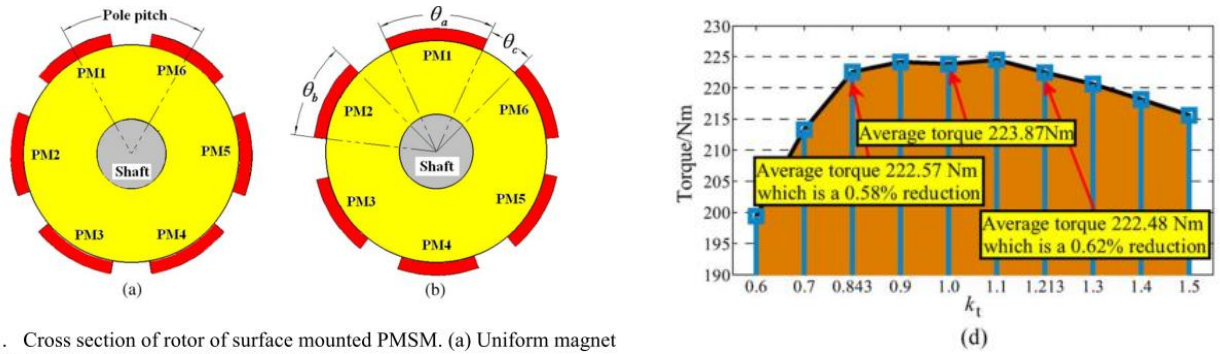 Pole pitch
PM1
PM6
PM2
PM5
Shaft
PM3
PM4
(a)
θa
θc
θb
PM1
PM2
PM6
Shaft
PM3
PM5
PM4
(b)
Torque/Nm
230
225
220
215
210
205
200
195
190
Average torque 223.87Nm
Average torque 222.57 Nm
which is a 0.58% reduction
Average torque 222.48 Nm
which is a 0.62% reduction
0.6 0.7 0.843 0.9 1.0 1.1 1.213 1.3 1.4 1.5
kt
(d)
. Cross section of rotor of surface mounted PMSM. (a) Uniform magnet